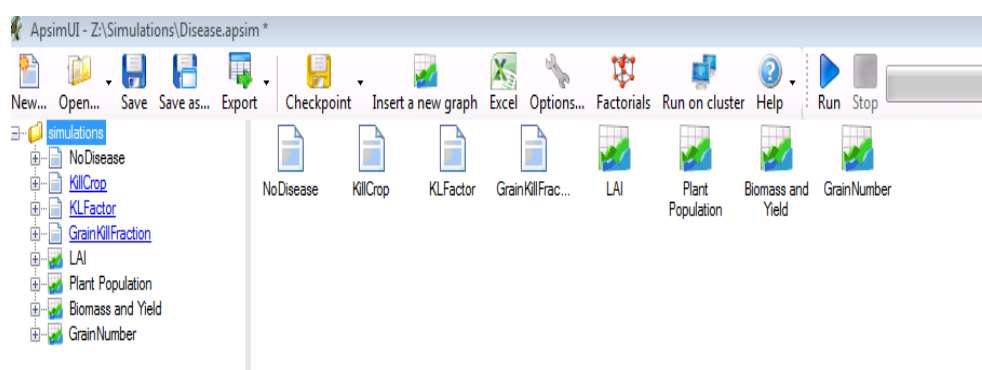 ApsimUI - Z:\Simulations\Disease.apsim *
New... Open... Save Save as... Export Checkpoint Insert a new graph Excel Options... Factorials Run on cluster Help Run Stop
simulations
NoDisease
KillCrop
KLFactor
GrainKillFraction
LAI
Plant Population
Biomass and Yield
GrainNumber
NoDisease KillCrop KLFactor GrainKillFrac... LAI Plant Biomass and GrainNumber
Population Yield